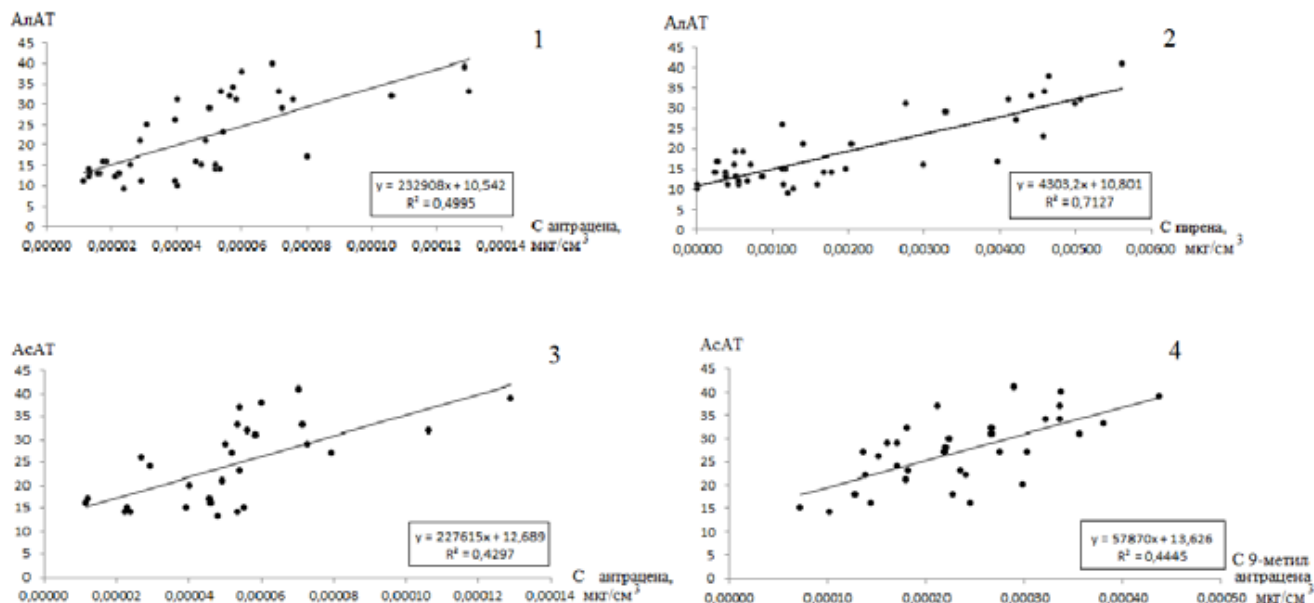 АлАТ
1
45
40
35
30
25
20
15
10
5
0
y = 232908x + 10,542
R² = 0,4995
0,00000 0,00002 0,00004 0,00006 0,00008 0,00010 0,00012 0,00014
С антрацена,
мкг/см³
АлАТ
2
45
40
35
30
25
20
15
10
5
0
y = 4303,2x + 10,801
R² = 0,7127
0,00000 0,00100 0,00200 0,00300 0,00400 0,00500 0,00600
С пирена,
мкг/см³
АсАТ
3
45
40
35
30
25
20
15
10
5
0
y = 227615x + 12,689
R² = 0,4297
0,00000 0,00002 0,00004 0,00006 0,00008 0,00010 0,00012 0,00014
С антрацена,
мкг/см³
АсАТ
4
45
40
35
30
25
20
15
10
5
0
y = 57870x + 13,626
R² = 0,4445
0,00000 0,00010 0,00020 0,00030 0,00040 0,00050
С 9-метил
антрацена
мкг/см³